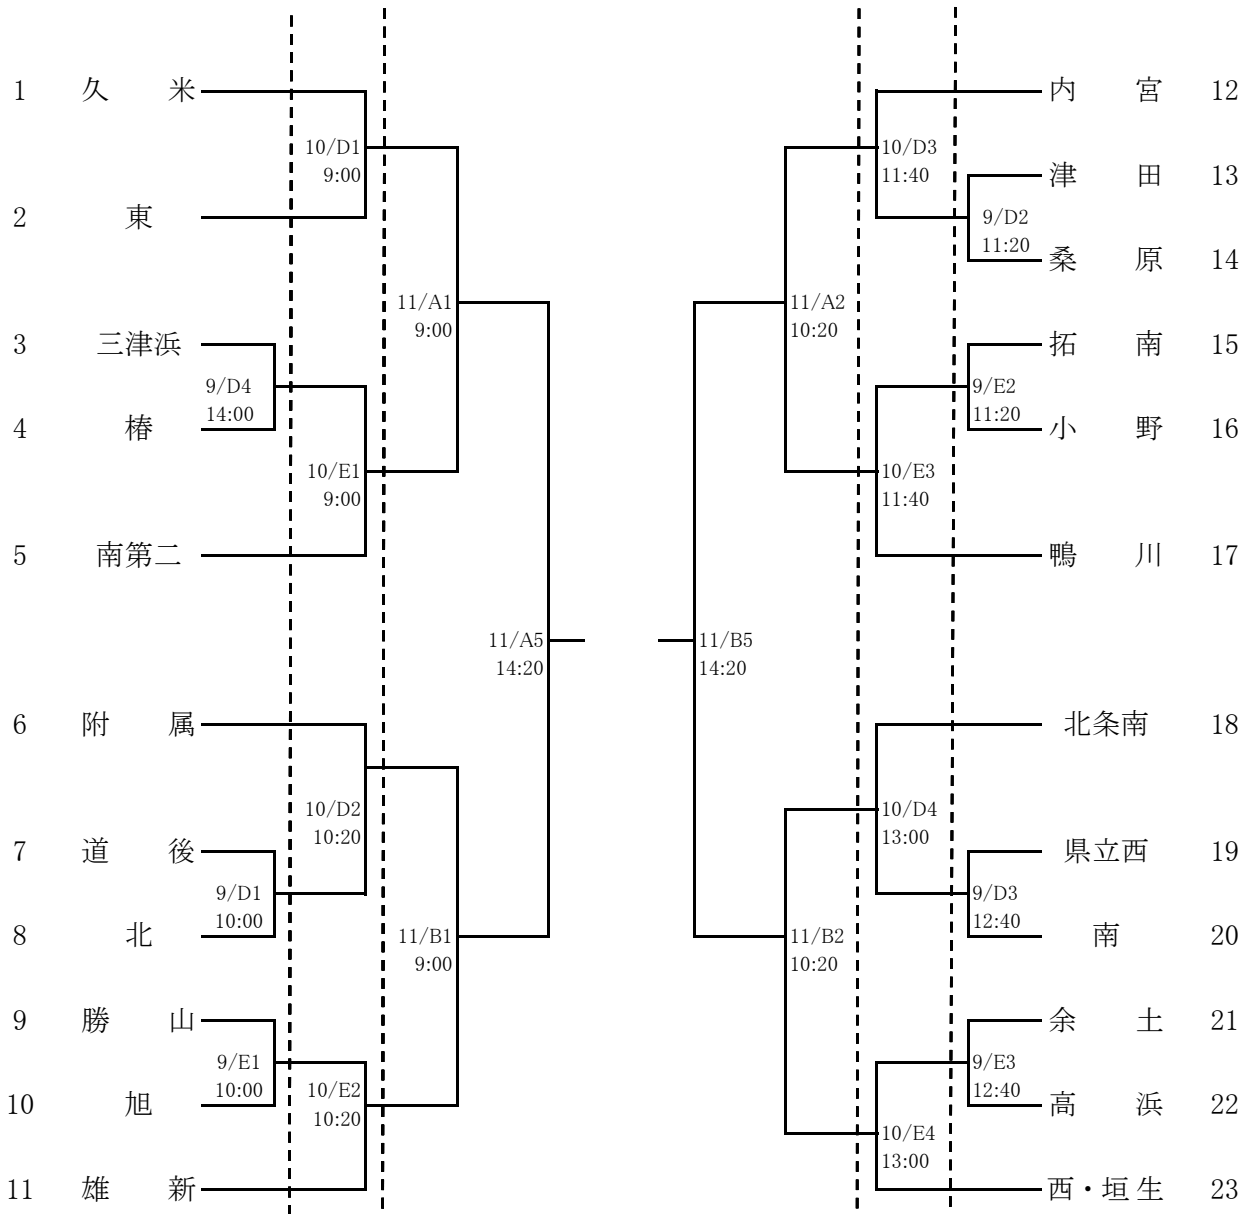 1 久 米
10/D1
9:00
2 東
11/A1
9:00
3 三津浜
9/D4
14:00
4 椿
10/E1
9:00
5 南第二
11/A5
14:20
6 附 属
10/D2
10:20
7 道 後
9/D1
10:00
8 北
11/B1
9:00
9 勝 山
9/E1
10:00
10 旭
10/E2
10:20
11 雄 新
内 宮 12
10/D3
11:40
津 田 13
9/D2
11:20
桑 原 14
11/A2
10:20
拓 南 15
9/E2
11:20
小 野 16
10/E3
11:40
鴨 川 17
11/B5
14:20
北条南 18
10/D4
13:00
県立西 19
9/D3
12:40
南 20
11/B2
10:20
余 土 21
9/E3
12:40
高 浜 22
10/E4
13:00
西・垣生 23